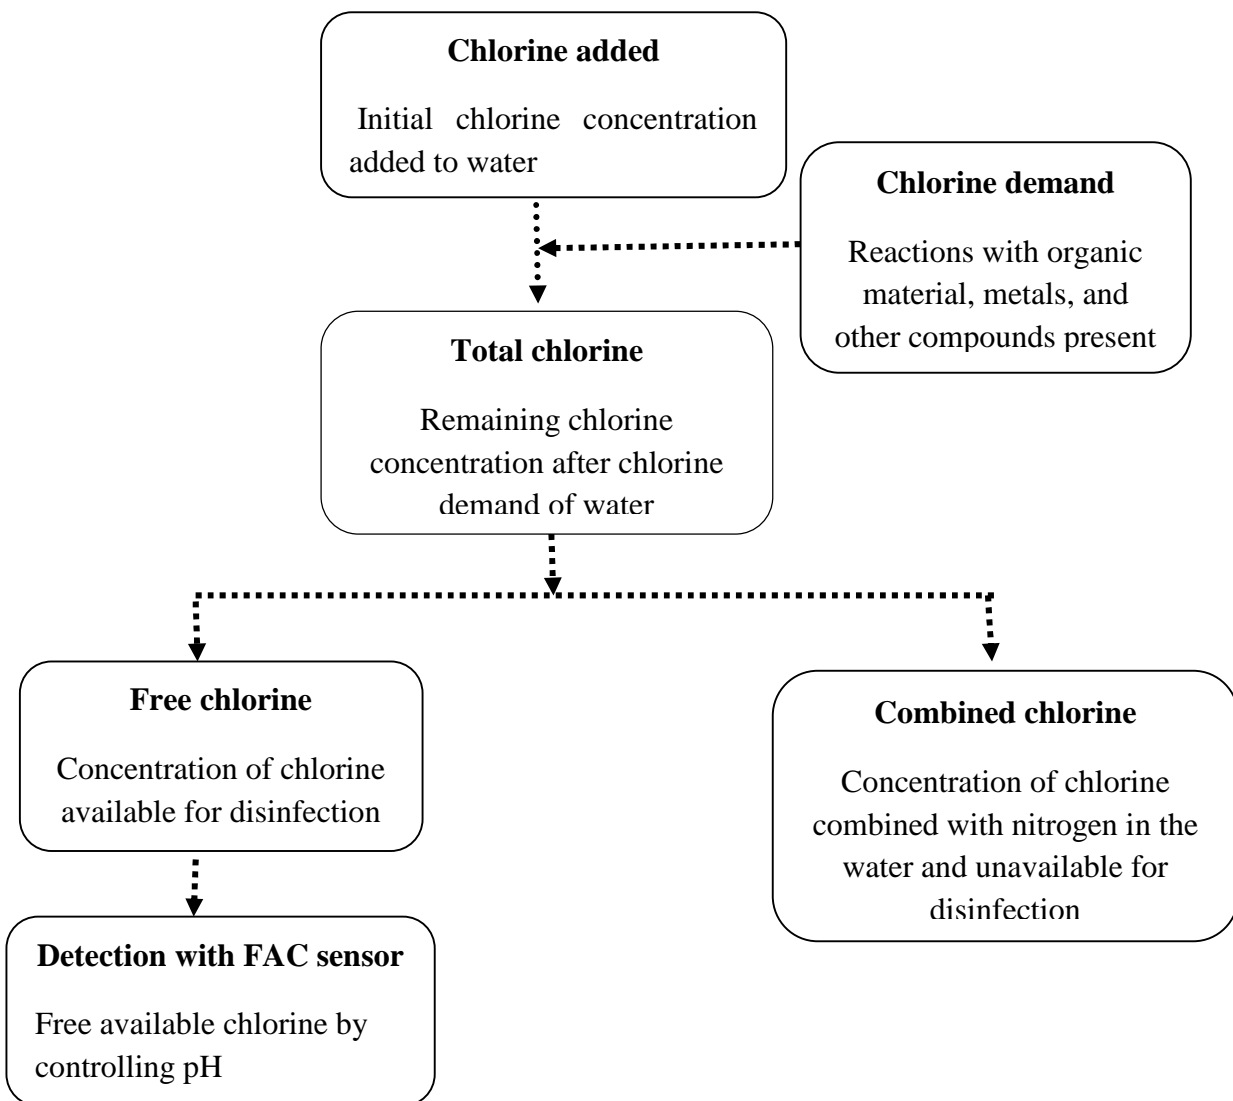 Chlorine added
Initial chlorine concentration
added to water
Chlorine demand
Reactions with organic
material, metals, and
other compounds present
Total chlorine
Remaining chlorine
concentration after chlorine
demand of water
Free chlorine
Concentration of chlorine
available for disinfection
Combined chlorine
Concentration of chlorine
combined with nitrogen in the
water and unavailable for
disinfection
Detection with FAC sensor
Free available chlorine by
controlling pH